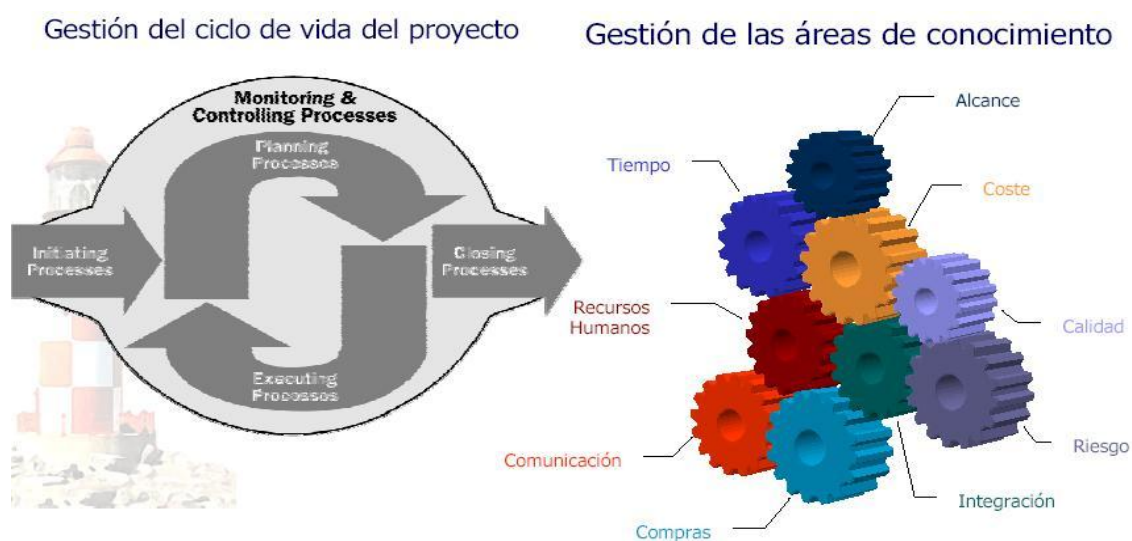 Gestión del ciclo de vida del proyecto
Monitoring &
Controlling Processes
Planning
Processes
Initiating
Processes
Closing
Processes
Executing
Processes
Gestión de las áreas de conocimiento
Alcance
Tiempo
Coste
Recursos
Humanos
Calidad
Comunicación
Riesgo
Integración
Compras